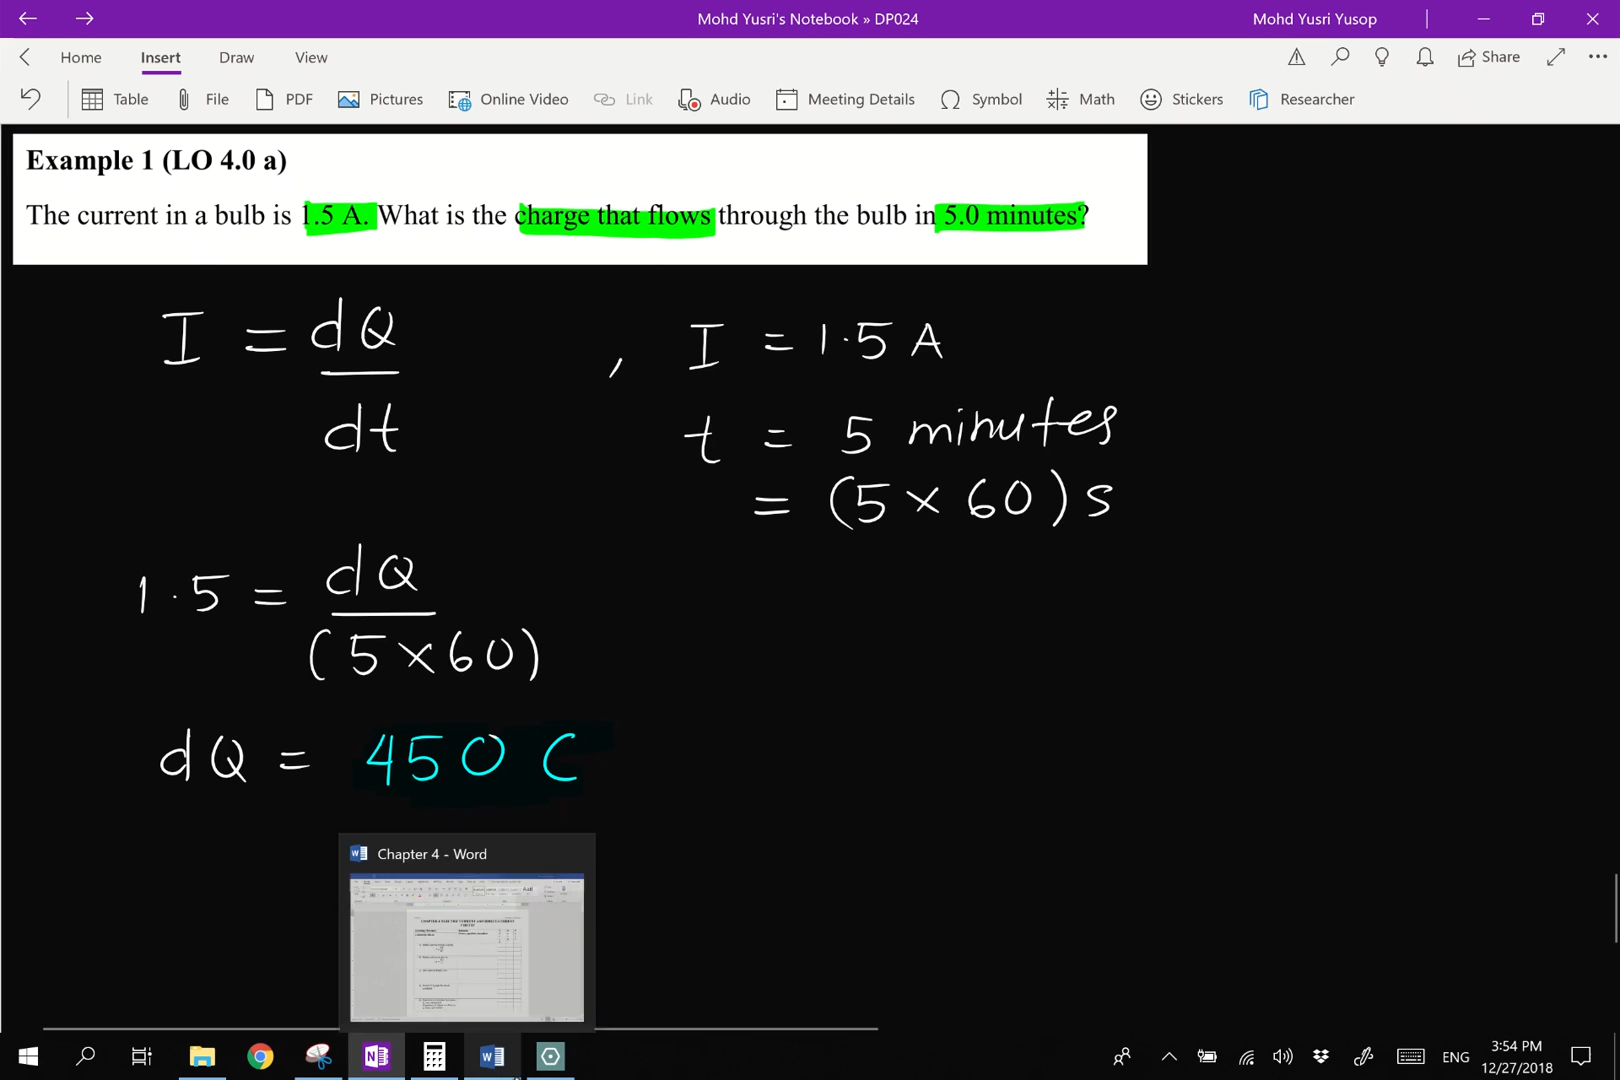 Mohd Yusri's Notebook » DP024
Mohd Yusri Yusop
Home Insert Draw View
Share
Table File PDF Pictures Online Video Link Audio Meeting Details Symbol Math Stickers Researcher
Example 1 (LO 4.0 a)
The current in a bulb is 1.5 A. What is the charge that flows through the bulb in 5.0 minutes?
I = dQ/dt , I = 1.5 A
t = 5 minutes
= (5 × 60) s
1.5 = dQ/(5×60)
dQ = 450 C
Chapter 4 - Word
ENG
3:54 PM
12/27/2018